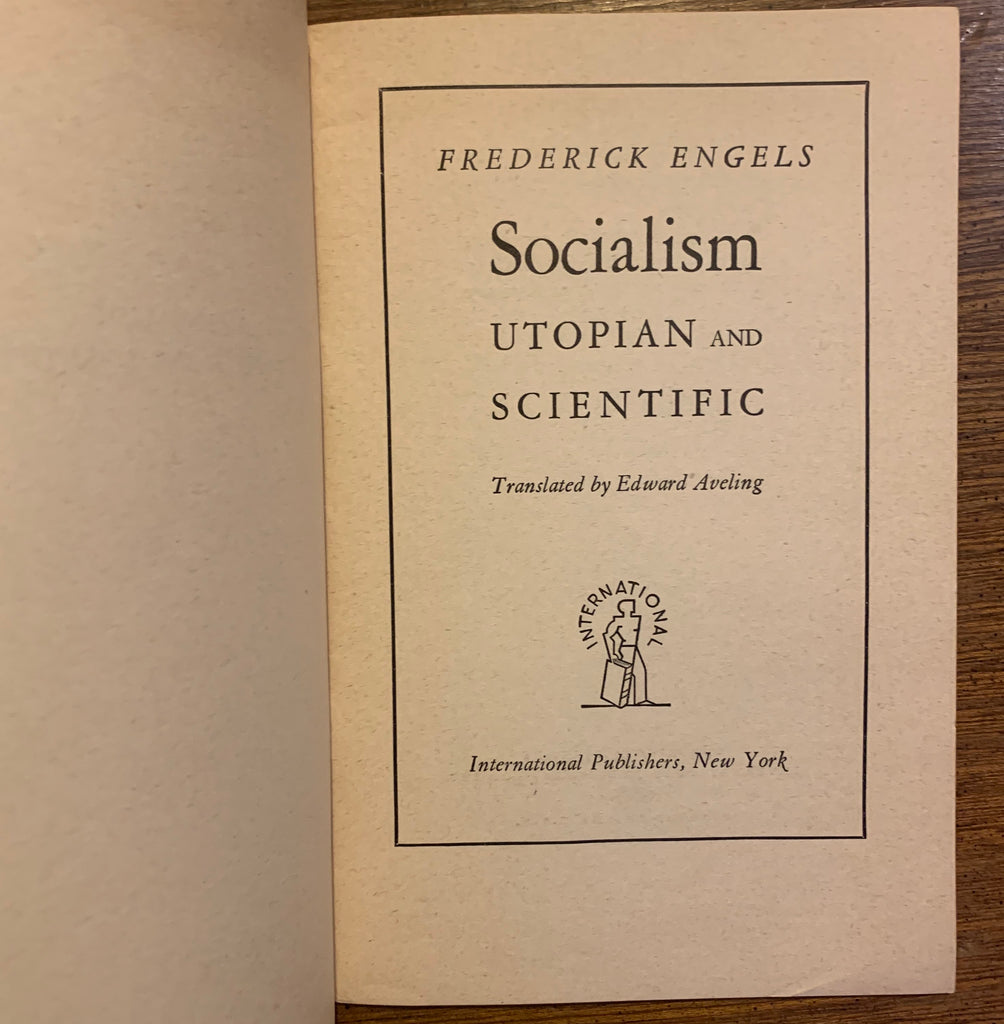 FREDERICK ENGELS
Socialism
UTOPIAN AND
SCIENTIFIC
Translated by Edward Aveling
INTERNATIONAL
International Publishers, New York